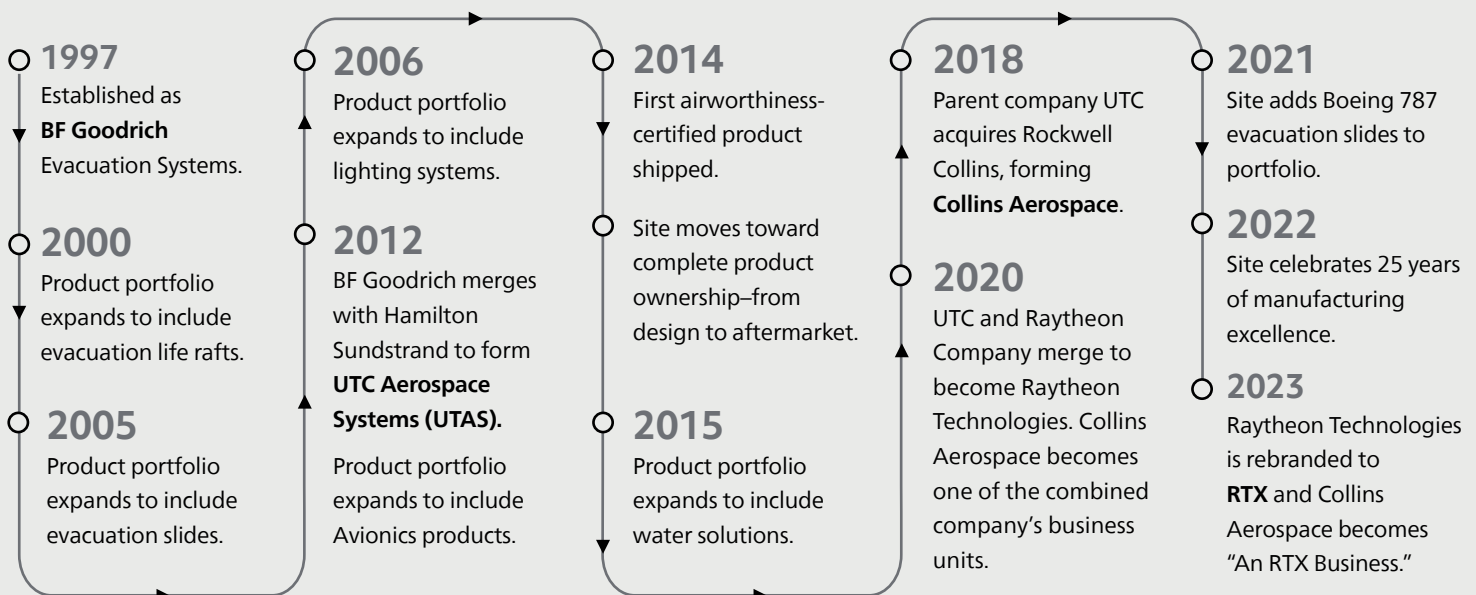 1997
Established as
BF Goodrich
Evacuation Systems.
2000
Product portfolio
expands to include
evacuation life rafts.
2005
Product portfolio
expands to include
evacuation slides.
2006
Product portfolio
expands to include
lighting systems.
2012
BF Goodrich merges
with Hamilton
Sundstrand to form
UTC Aerospace
Systems (UTAS).
Product portfolio
expands to include
Avionics products.
2014
First airworthiness-
certified product
shipped.
Site moves toward
complete product
ownership–from
design to aftermarket.
2015
Product portfolio
expands to include
water solutions.
2018
Parent company UTC
acquires Rockwell
Collins, forming
Collins Aerospace.
2020
UTC and Raytheon
Company merge to
become Raytheon
Technologies. Collins
Aerospace becomes
one of the combined
company’s business
units.
2021
Site adds Boeing 787
evacuation slides to
portfolio.
2022
Site celebrates 25 years
of manufacturing
excellence.
2023
Raytheon Technologies
is rebranded to
RTX and Collins
Aerospace becomes
“An RTX Business.”